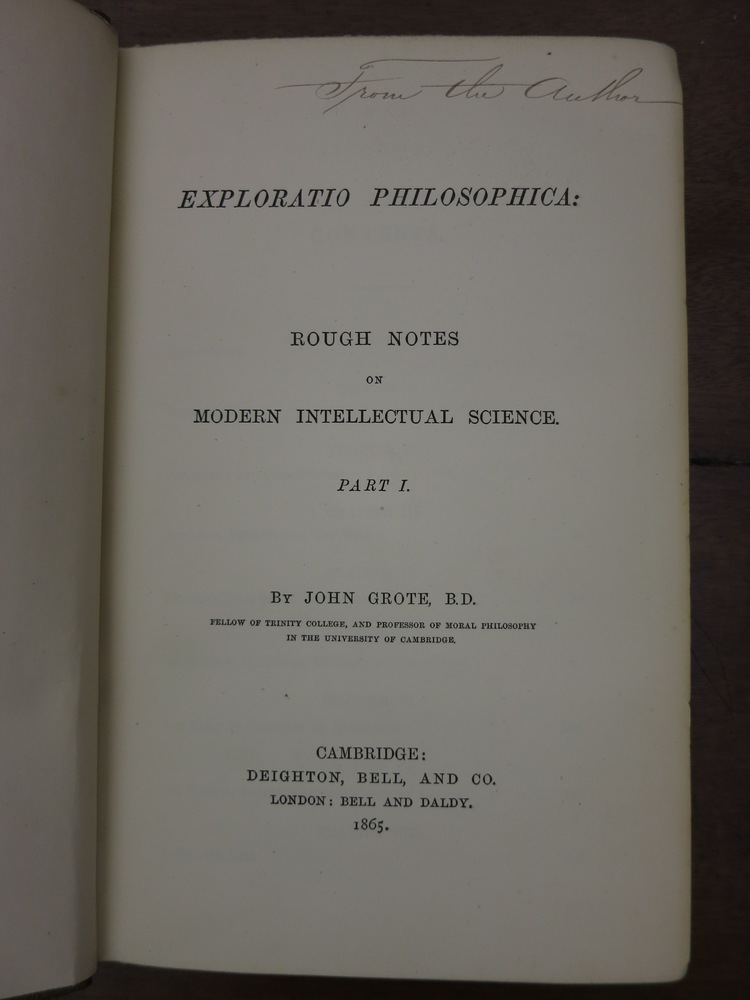 From the Author
EXPLORATIO PHILOSOPHICA:
ROUGH NOTES
ON
MODERN INTELLECTUAL SCIENCE.
PART I.
BY JOHN GROTE, B.D.
FELLOW OF TRINITY COLLEGE, AND PROFESSOR OF MORAL PHILOSOPHY
IN THE UNIVERSITY OF CAMBRIDGE.
CAMBRIDGE:
DEIGHTON, BELL, AND CO.
LONDON: BELL AND DALDY.
1865.